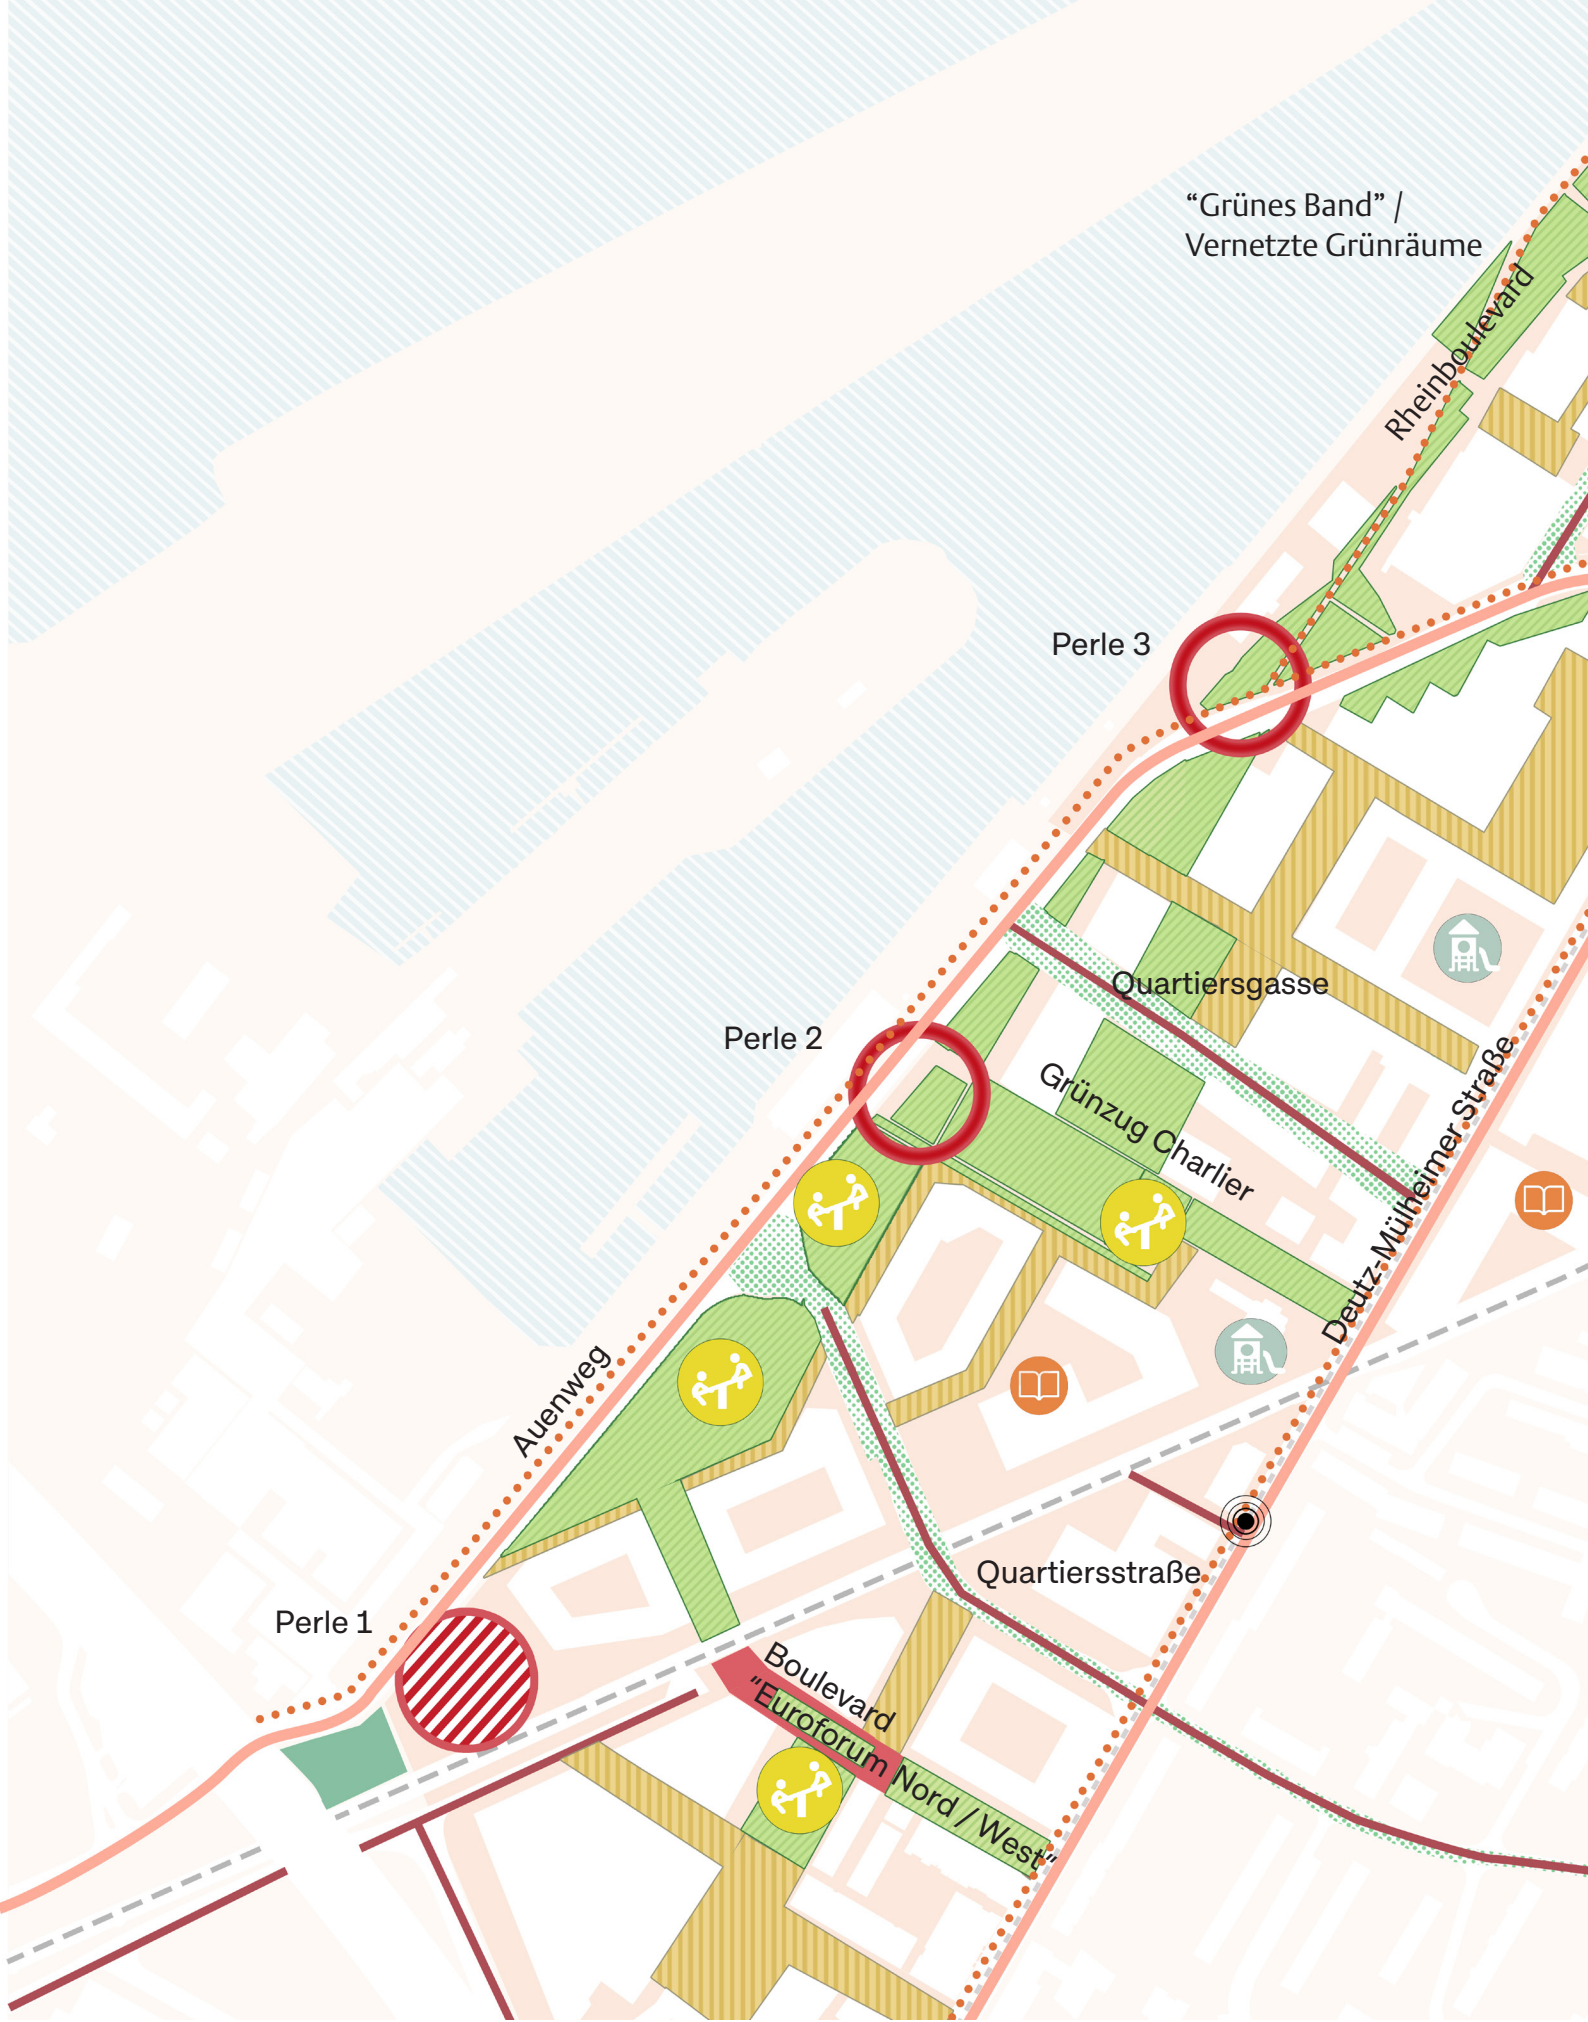 “Grünes Band” /
Vernetzte Grünräume
Rheinboulevard
Perle 3
Quartiersgasse
Perle 2
Grünzug Charlier
Deutz-Mülheimer Straße
Auenweg
Quartiersstraße
Perle 1
Boulevard
“Euroforum Nord / West”